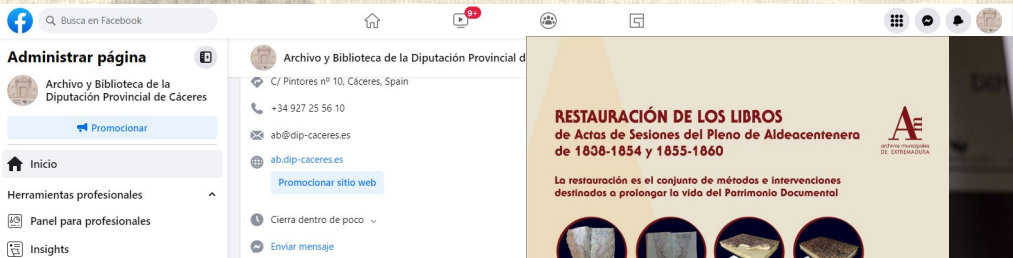 Busca en Facebook
9+
Administrar página
Archivo y Biblioteca de la
Diputación Provincial de Cáceres
Promocionar
Inicio
Herramientas profesionales
Panel para profesionales
Insights
Archivo y Biblioteca de la Diputación Provincial d
C/ Pintores nº 10, Cáceres, Spain
+34 927 25 56 10
ab@dip-caceres.es
ab.dip-caceres.es
Promocionar sitio web
Cierra dentro de poco
Enviar mensaje
RESTAURACIÓN DE LOS LIBROS
de Actas de Sesiones del Pleno de Aldeacentenera
de 1838-1854 y 1855-1860
Am
archivos municipales
DE EXTREMADURA
La restauración es el conjunto de métodos e intervenciones
destinados a prolongar la vida del Patrimonio Documental